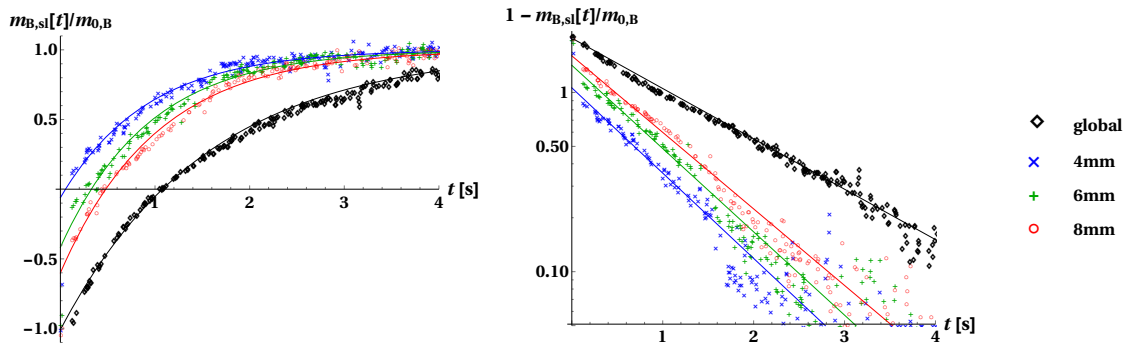 m_B,sl[t]/m_0,B
1.0
0.5
-0.5
-1.0
1
2
3
4
t [s]
1 – m_B,sl[t]/m_0,B
1
0.50
0.10
1
2
3
4
t [s]
global
4mm
6mm
8mm